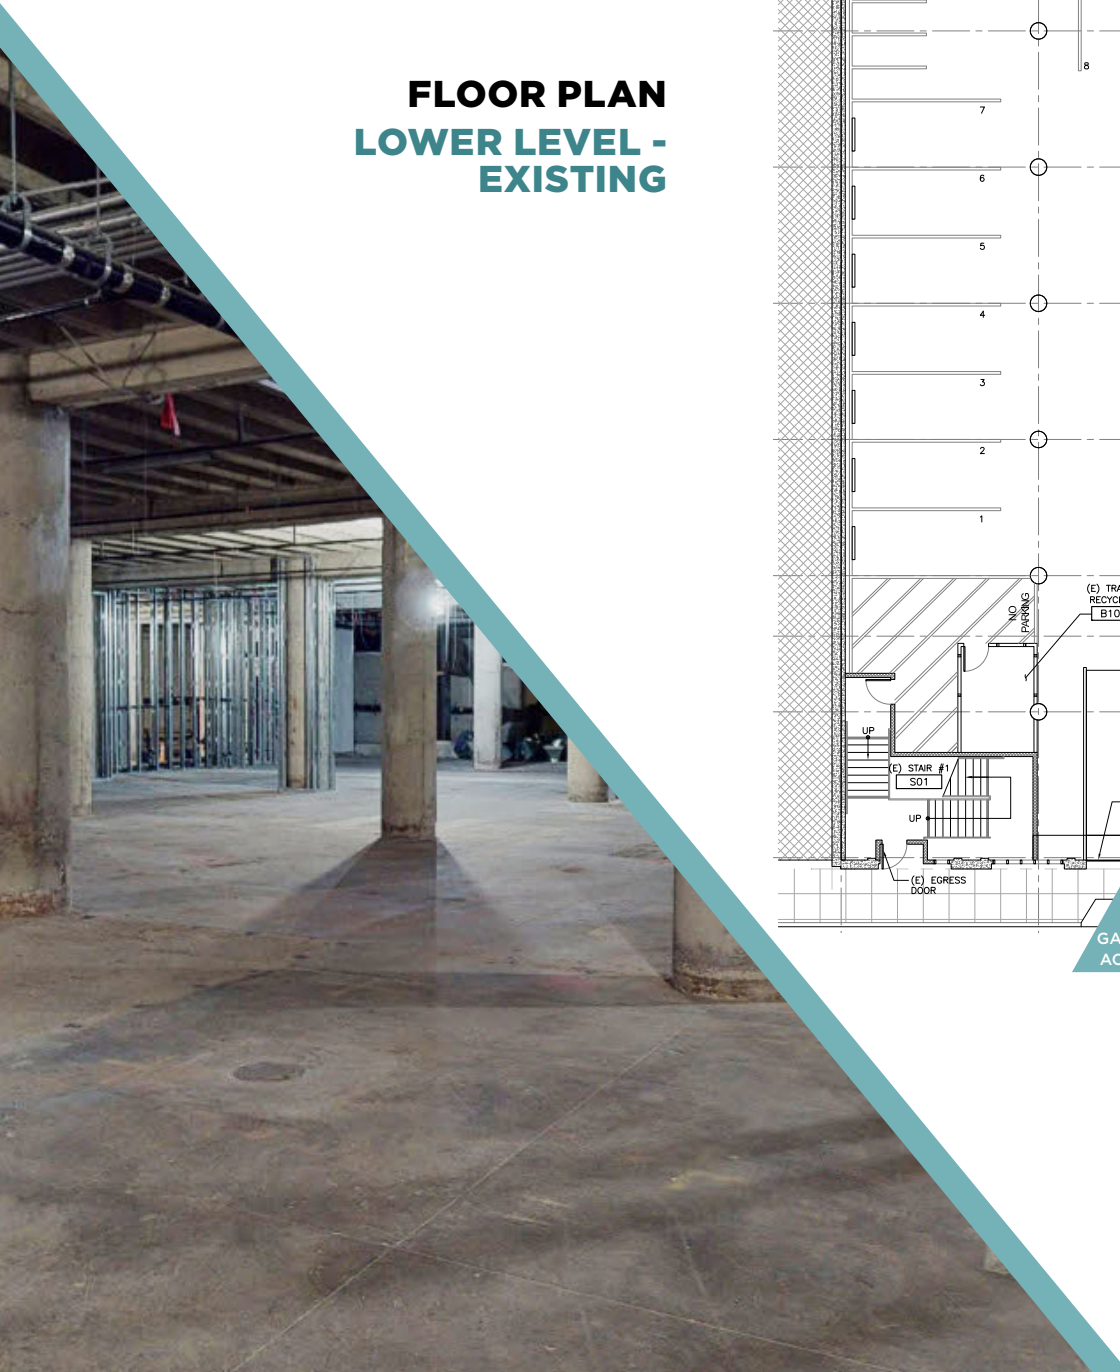 FLOOR PLAN
LOWER LEVEL -
EXISTING
8
7
6
5
4
3
2
1
NO
PARKING
(E) TRA
RECYC
B10
UP
(E) STAIR #1
S01
UP
(E) EGRESS
DOOR
GA
AC